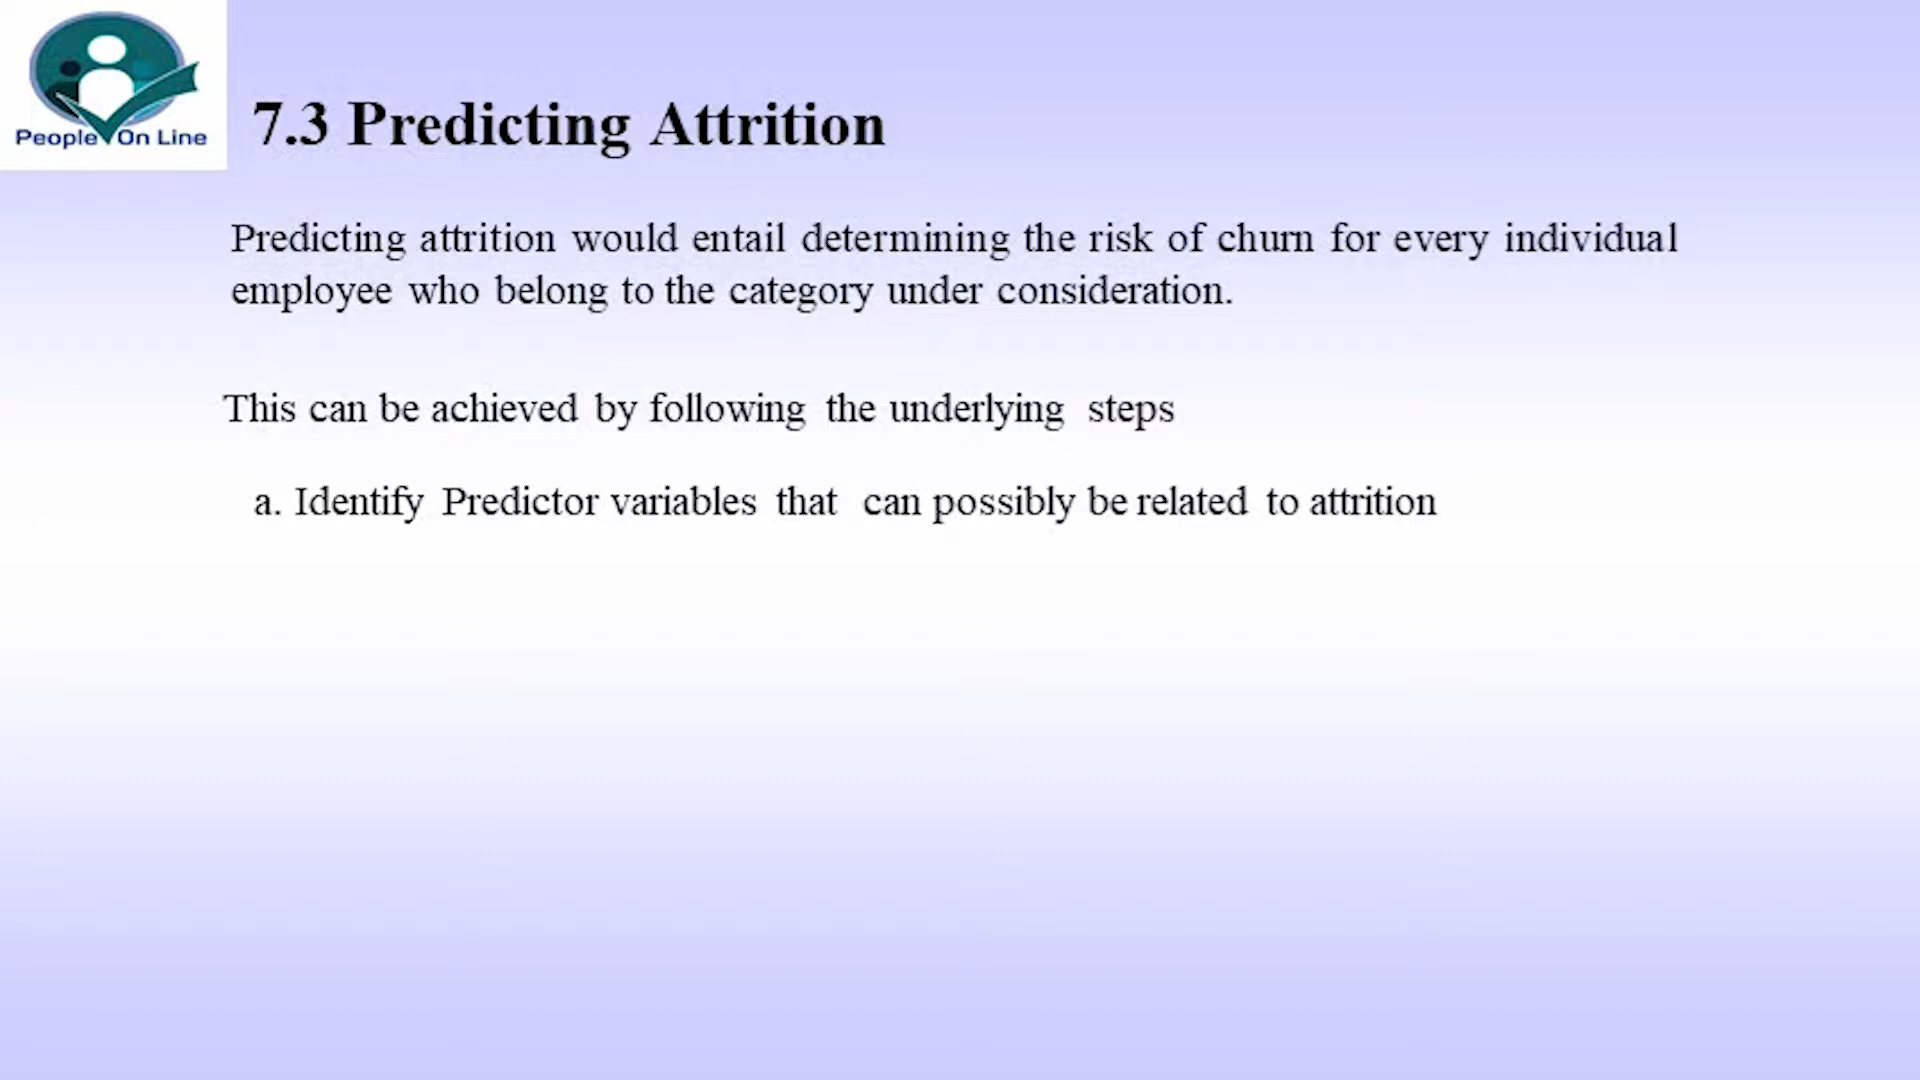 People On Line
7.3 Predicting Attrition
Predicting attrition would entail determining the risk of churn for every individual
employee who belong to the category under consideration.
This can be achieved by following the underlying steps
a. Identify Predictor variables that can possibly be related to attrition